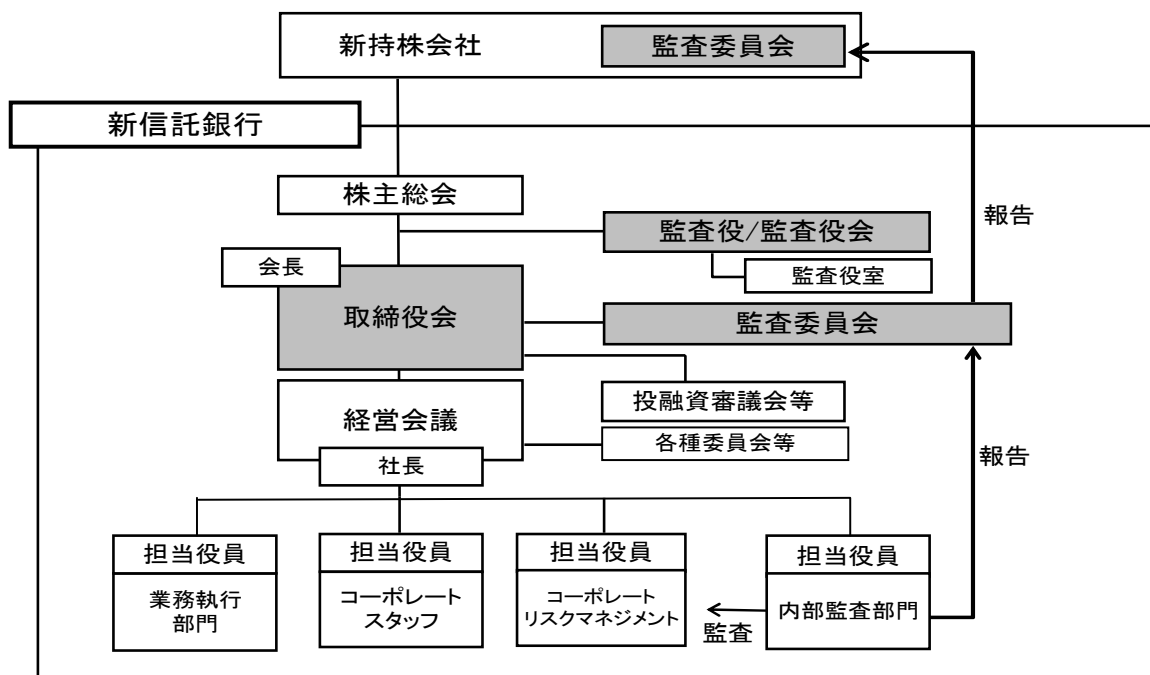 新持株会社
監査委員会
新信託銀行
株主総会
報告
監査役/監査役会
会長
監査役室
取締役会
監査委員会
投融資審議会等
経営会議
各種委員会等
報告
社長
担当役員
担当役員
担当役員
担当役員
業務執行
部門
コーポレート
スタッフ
コーポレート
リスクマネジメント
監査
内部監査部門